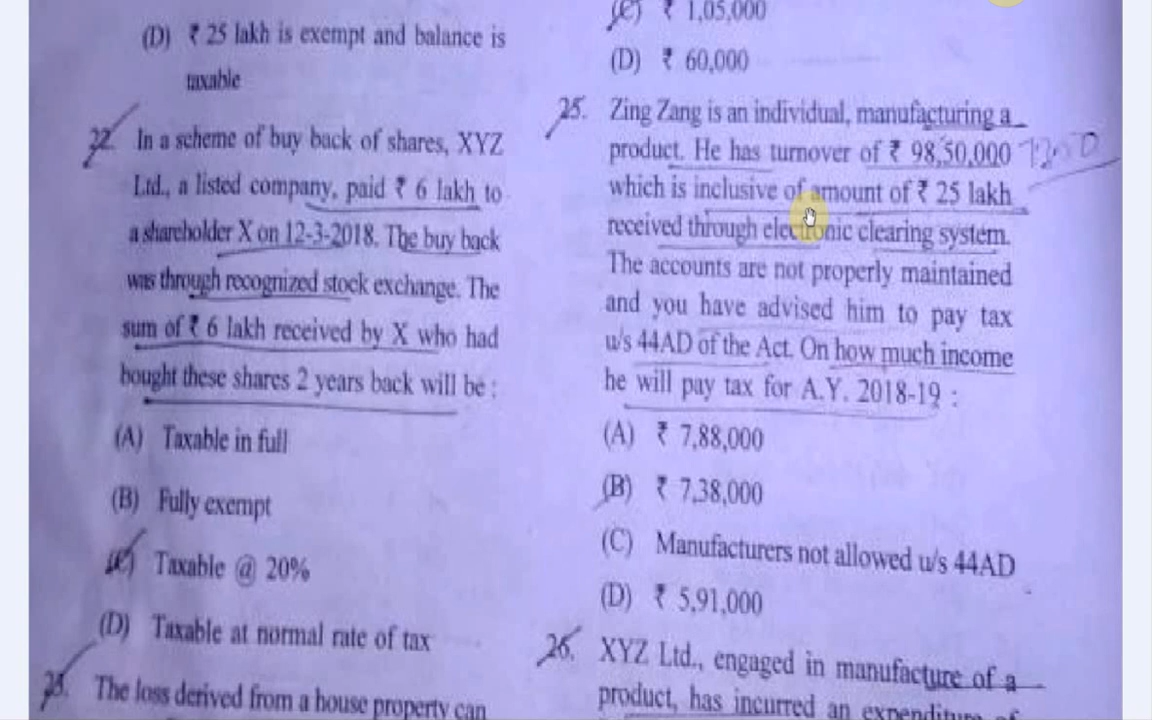 (D) ₹ 25 lakh is exempt and balance is
taxable
22. In a scheme of buy back of shares, XYZ
Ltd., a listed company, paid ₹ 6 lakh to
a shareholder X on 12-3-2018. The buy back
was through recognized stock exchange. The
sum of ₹ 6 lakh received by X who had
bought these shares 2 years back will be :
(A) Taxable in full
(B) Fully exempt
(C) Taxable @ 20%
(D) Taxable at normal rate of tax
23. The loss derived from a house property can
(C) ₹ 1,05,000
(D) ₹ 60,000
25. Zing Zang is an individual, manufacturing a
product. He has turnover of ₹ 98,50,000
which is inclusive of amount of ₹ 25 lakh
received through electronic clearing system.
The accounts are not properly maintained
and you have advised him to pay tax
u/s 44AD of the Act. On how much income
he will pay tax for A.Y. 2018-19 :
(A) ₹ 7,88,000
(B) ₹ 7,38,000
(C) Manufacturers not allowed u/s 44AD
(D) ₹ 5,91,000
26. XYZ Ltd., engaged in manufacture of a
product, has incurred an expenditure of